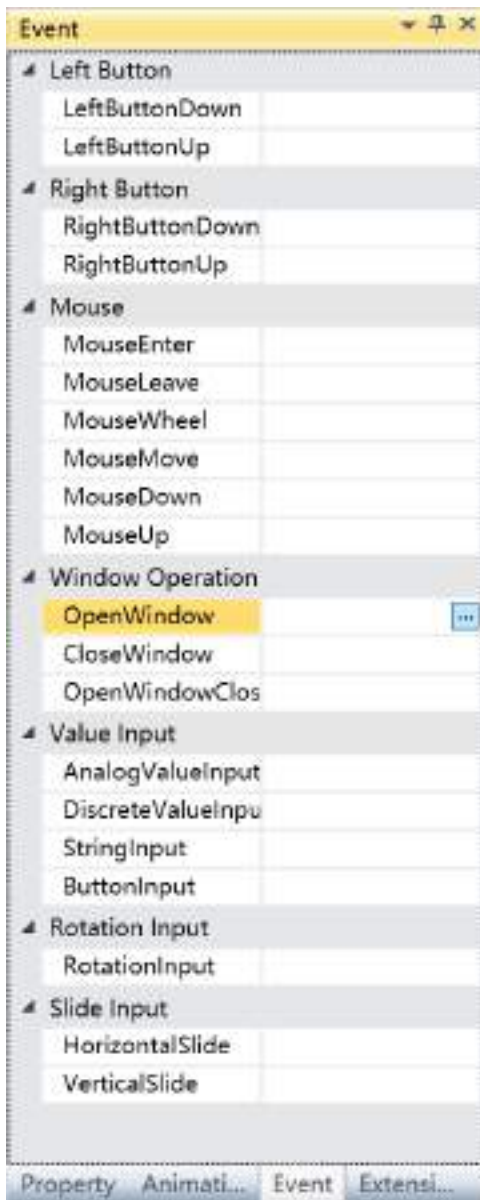 Event
Left Button
LeftButtonDown
LeftButtonUp
Right Button
RightButtonDown
RightButtonUp
Mouse
MouseEnter
MouseLeave
MouseWheel
MouseMove
MouseDown
MouseUp
Window Operation
OpenWindow ...
CloseWindow
OpenWindowClos
Value Input
AnalogValueInput
DiscreteValueInpu
StringInput
ButtonInput
Rotation Input
RotationInput
Slide Input
HorizontalSlide
VerticalSlide
Property Animati... Event Extensi...